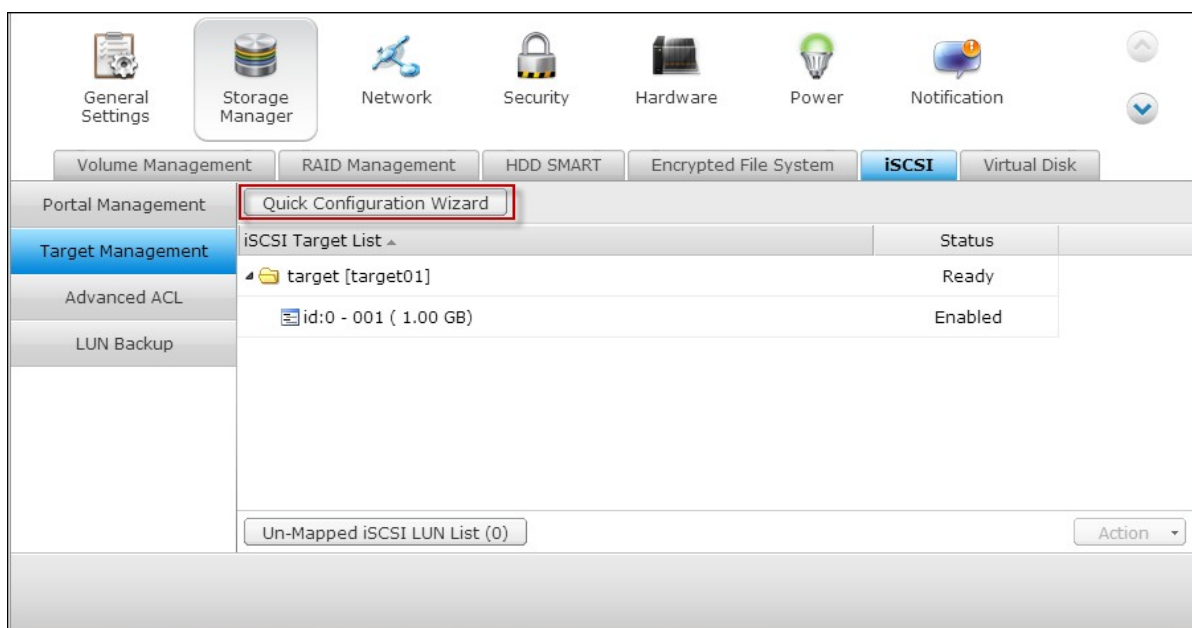 General Settings
Storage Manager
Network
Security
Hardware
Power
Notification
Volume Management
RAID Management
HDD SMART
Encrypted File System
iSCSI
Virtual Disk
Portal Management
Quick Configuration Wizard
Target Management
iSCSI Target List
Status
target [target01]
Ready
Advanced ACL
id:0 - 001 ( 1.00 GB)
Enabled
LUN Backup
Un-Mapped iSCSI LUN List (0)
Action